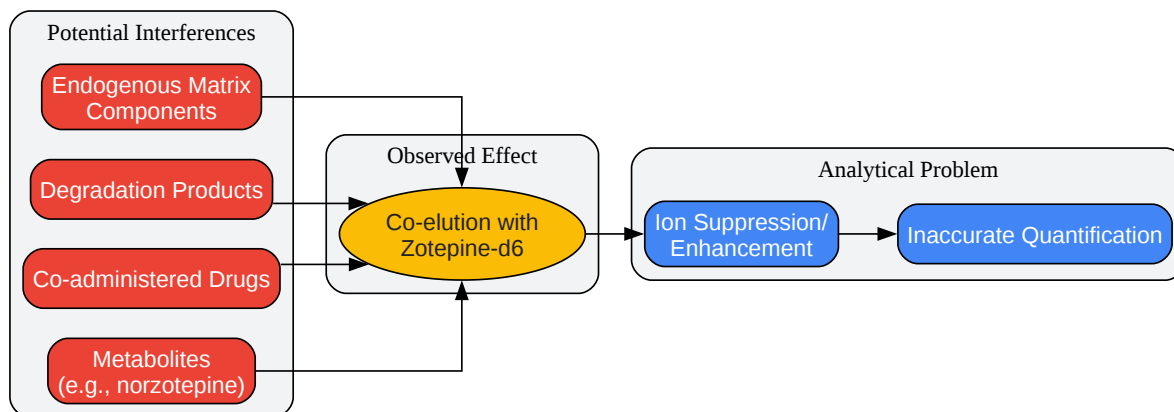 Potential Interferences
Endogenous Matrix
Components
Degradation Products
Co-administered Drugs
Metabolites
(e.g., norzotepine)
Observed Effect
Co-elution with
Zotepine-d6
Analytical Problem
Ion Suppression/
Enhancement
Inaccurate Quantification